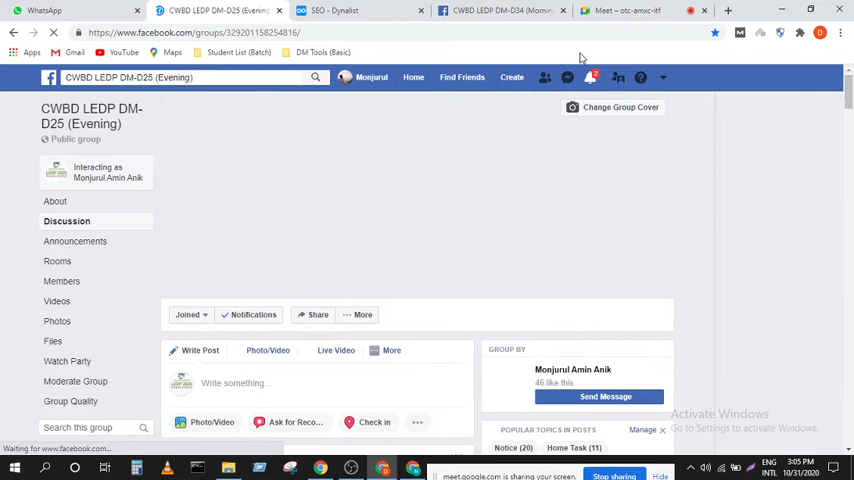 WhatsApp
CWBD LEDP DM-D25 (Evening)
SEO - Dynalist
CWBD LEDP DM-D34 (Morning
Meet – otc-amxc-itf
https://www.facebook.com/groups/329201158254816/
Apps
Gmail
YouTube
Maps
Student List (Batch)
DM Tools (Basic)
CWBD LEDP DM-D25 (Evening)
Monjurul
Home
Find Friends
Create
2
CWBD LEDP DM-
D25 (Evening)
Public group
Change Group Cover
Interacting as
Monjurul Amin Anik
About
Discussion
Announcements
Rooms
Members
Videos
Photos
Files
Watch Party
Moderate Group
Group Quality
Search this group
Joined
Notifications
Share
More
Write Post
Photo/Video
Live Video
More
Write something...
Photo/Video
Ask for Reco...
Check in
GROUP BY
Monjurul Amin Anik
46 like this
Send Message
POPULAR TOPICS IN POSTS
Manage
Notice (20)
Home Task (11)
Activate Windows
Go to Settings to activate Windows.
Waiting for www.facebook.com...
meet.google.com is sharing your screen.
Stop sharing
Hide
ENG
INTL
3:05 PM
10/31/2020